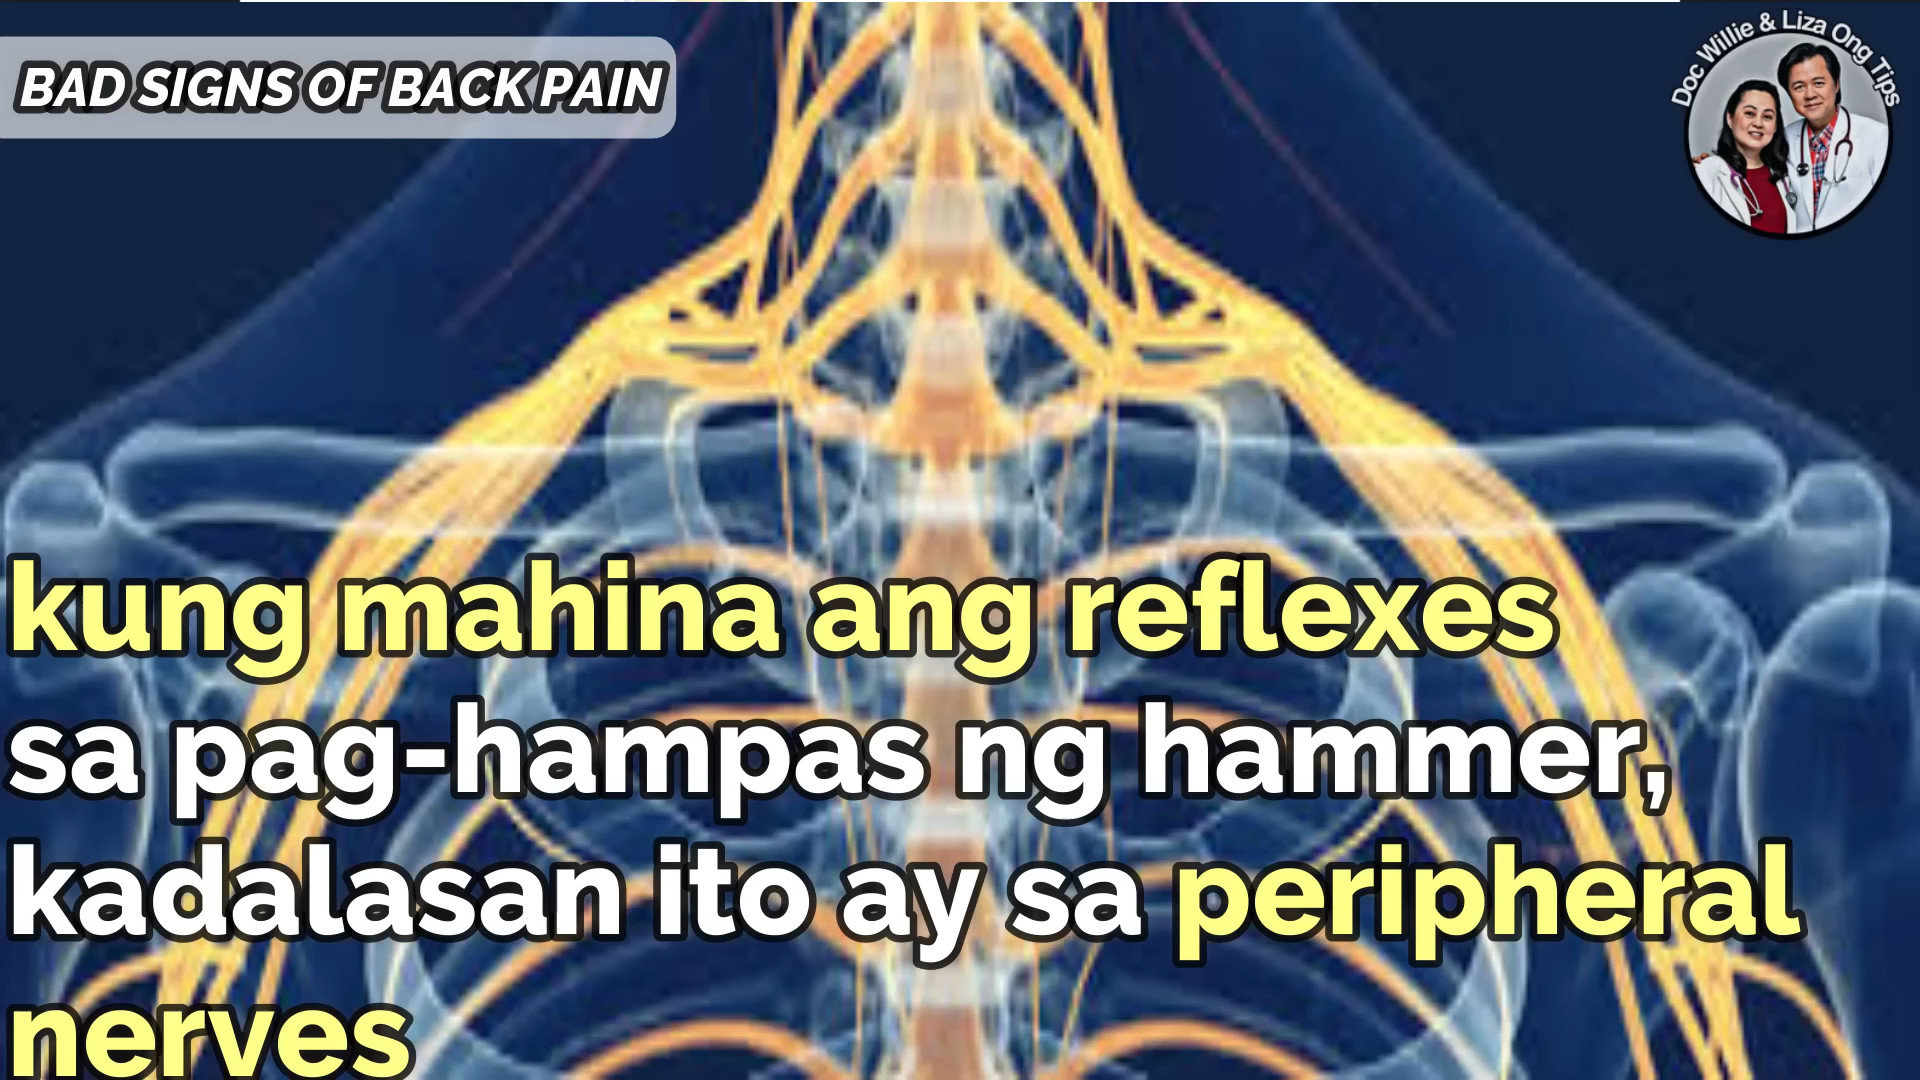 BAD SIGNS OF BACK PAIN
Doc Willie & Liza Ong Tips
kung mahina ang reflexes
sa pag-hampas ng hammer,
kadalasan ito ay sa peripheral
nerves